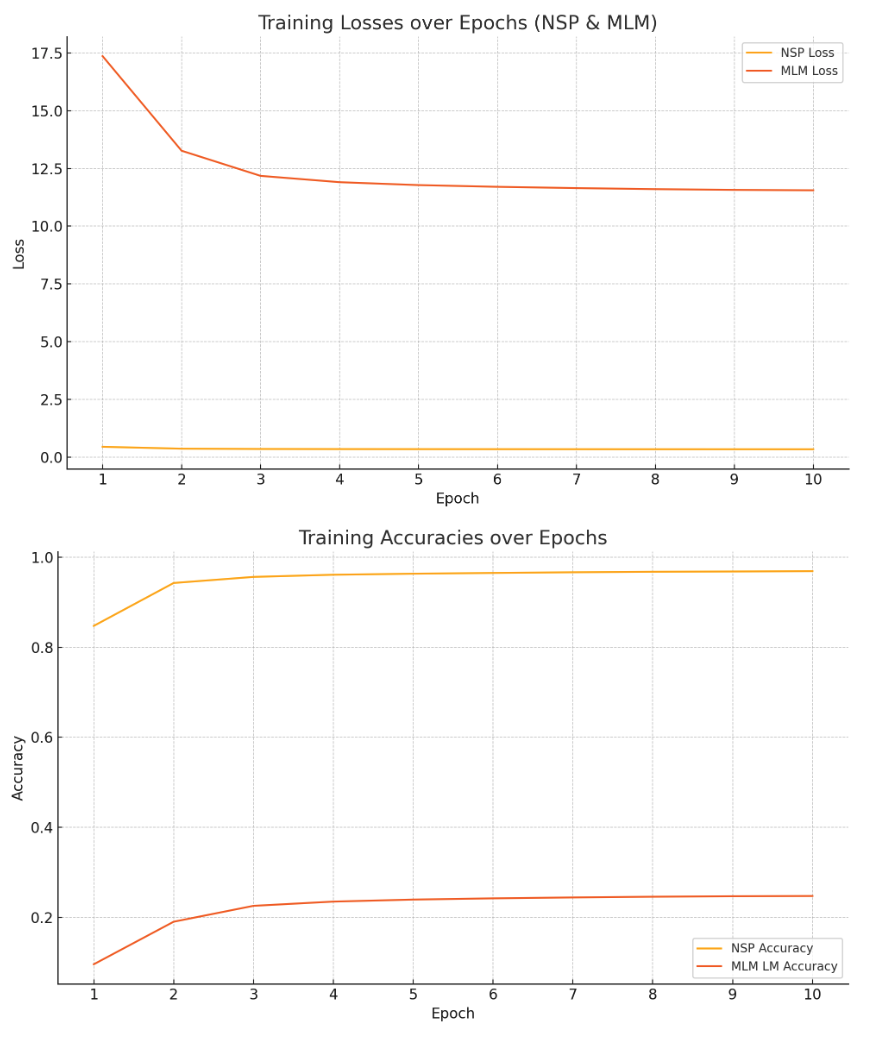 Training Losses over Epochs (NSP & MLM)
17.5
15.0
12.5
10.0
7.5
5.0
2.5
0.0
Loss
NSP Loss
MLM Loss
1 2 3 4 5 6 7 8 9 10
Epoch
Training Accuracies over Epochs
1.0
0.8
0.6
0.4
0.2
Accuracy
NSP Accuracy
MLM LM Accuracy
1 2 3 4 5 6 7 8 9 10
Epoch